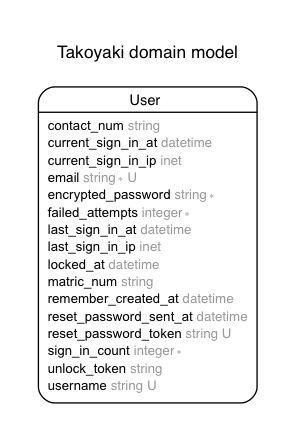 Takoyaki domain model
User
contact_num string
current_sign_in_at datetime
current_sign_in_ip inet
email string * U
encrypted_password string *
failed_attempts integer *
last_sign_in_at datetime
last_sign_in_ip inet
locked_at datetime
matric_num string
remember_created_at datetime
reset_password_sent_at datetime
reset_password_token string U
sign_in_count integer *
unlock_token string
username string U